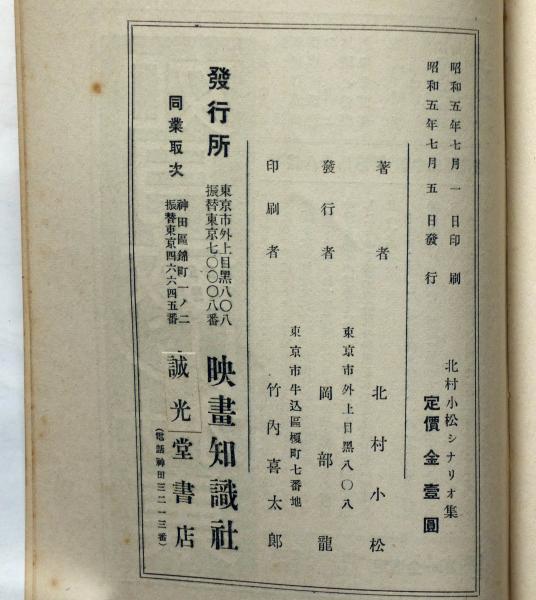 昭和五年七月一日印刷
昭和五年七月五日發行
北村小松シナリオ集
定價金壹圓
著者 北村小松
東京市外上目黑八〇八
發行者 岡部龍
東京市牛込區榎町七番地
印刷者 竹內喜太郎
發行所 東京市外上目黑八〇八
振替東京七〇〇〇八番
映畫知識社
同業取次 神田區錦町一ノ二
振替東京四六六四五番
誠光堂書店
(電話神田三二一三番)